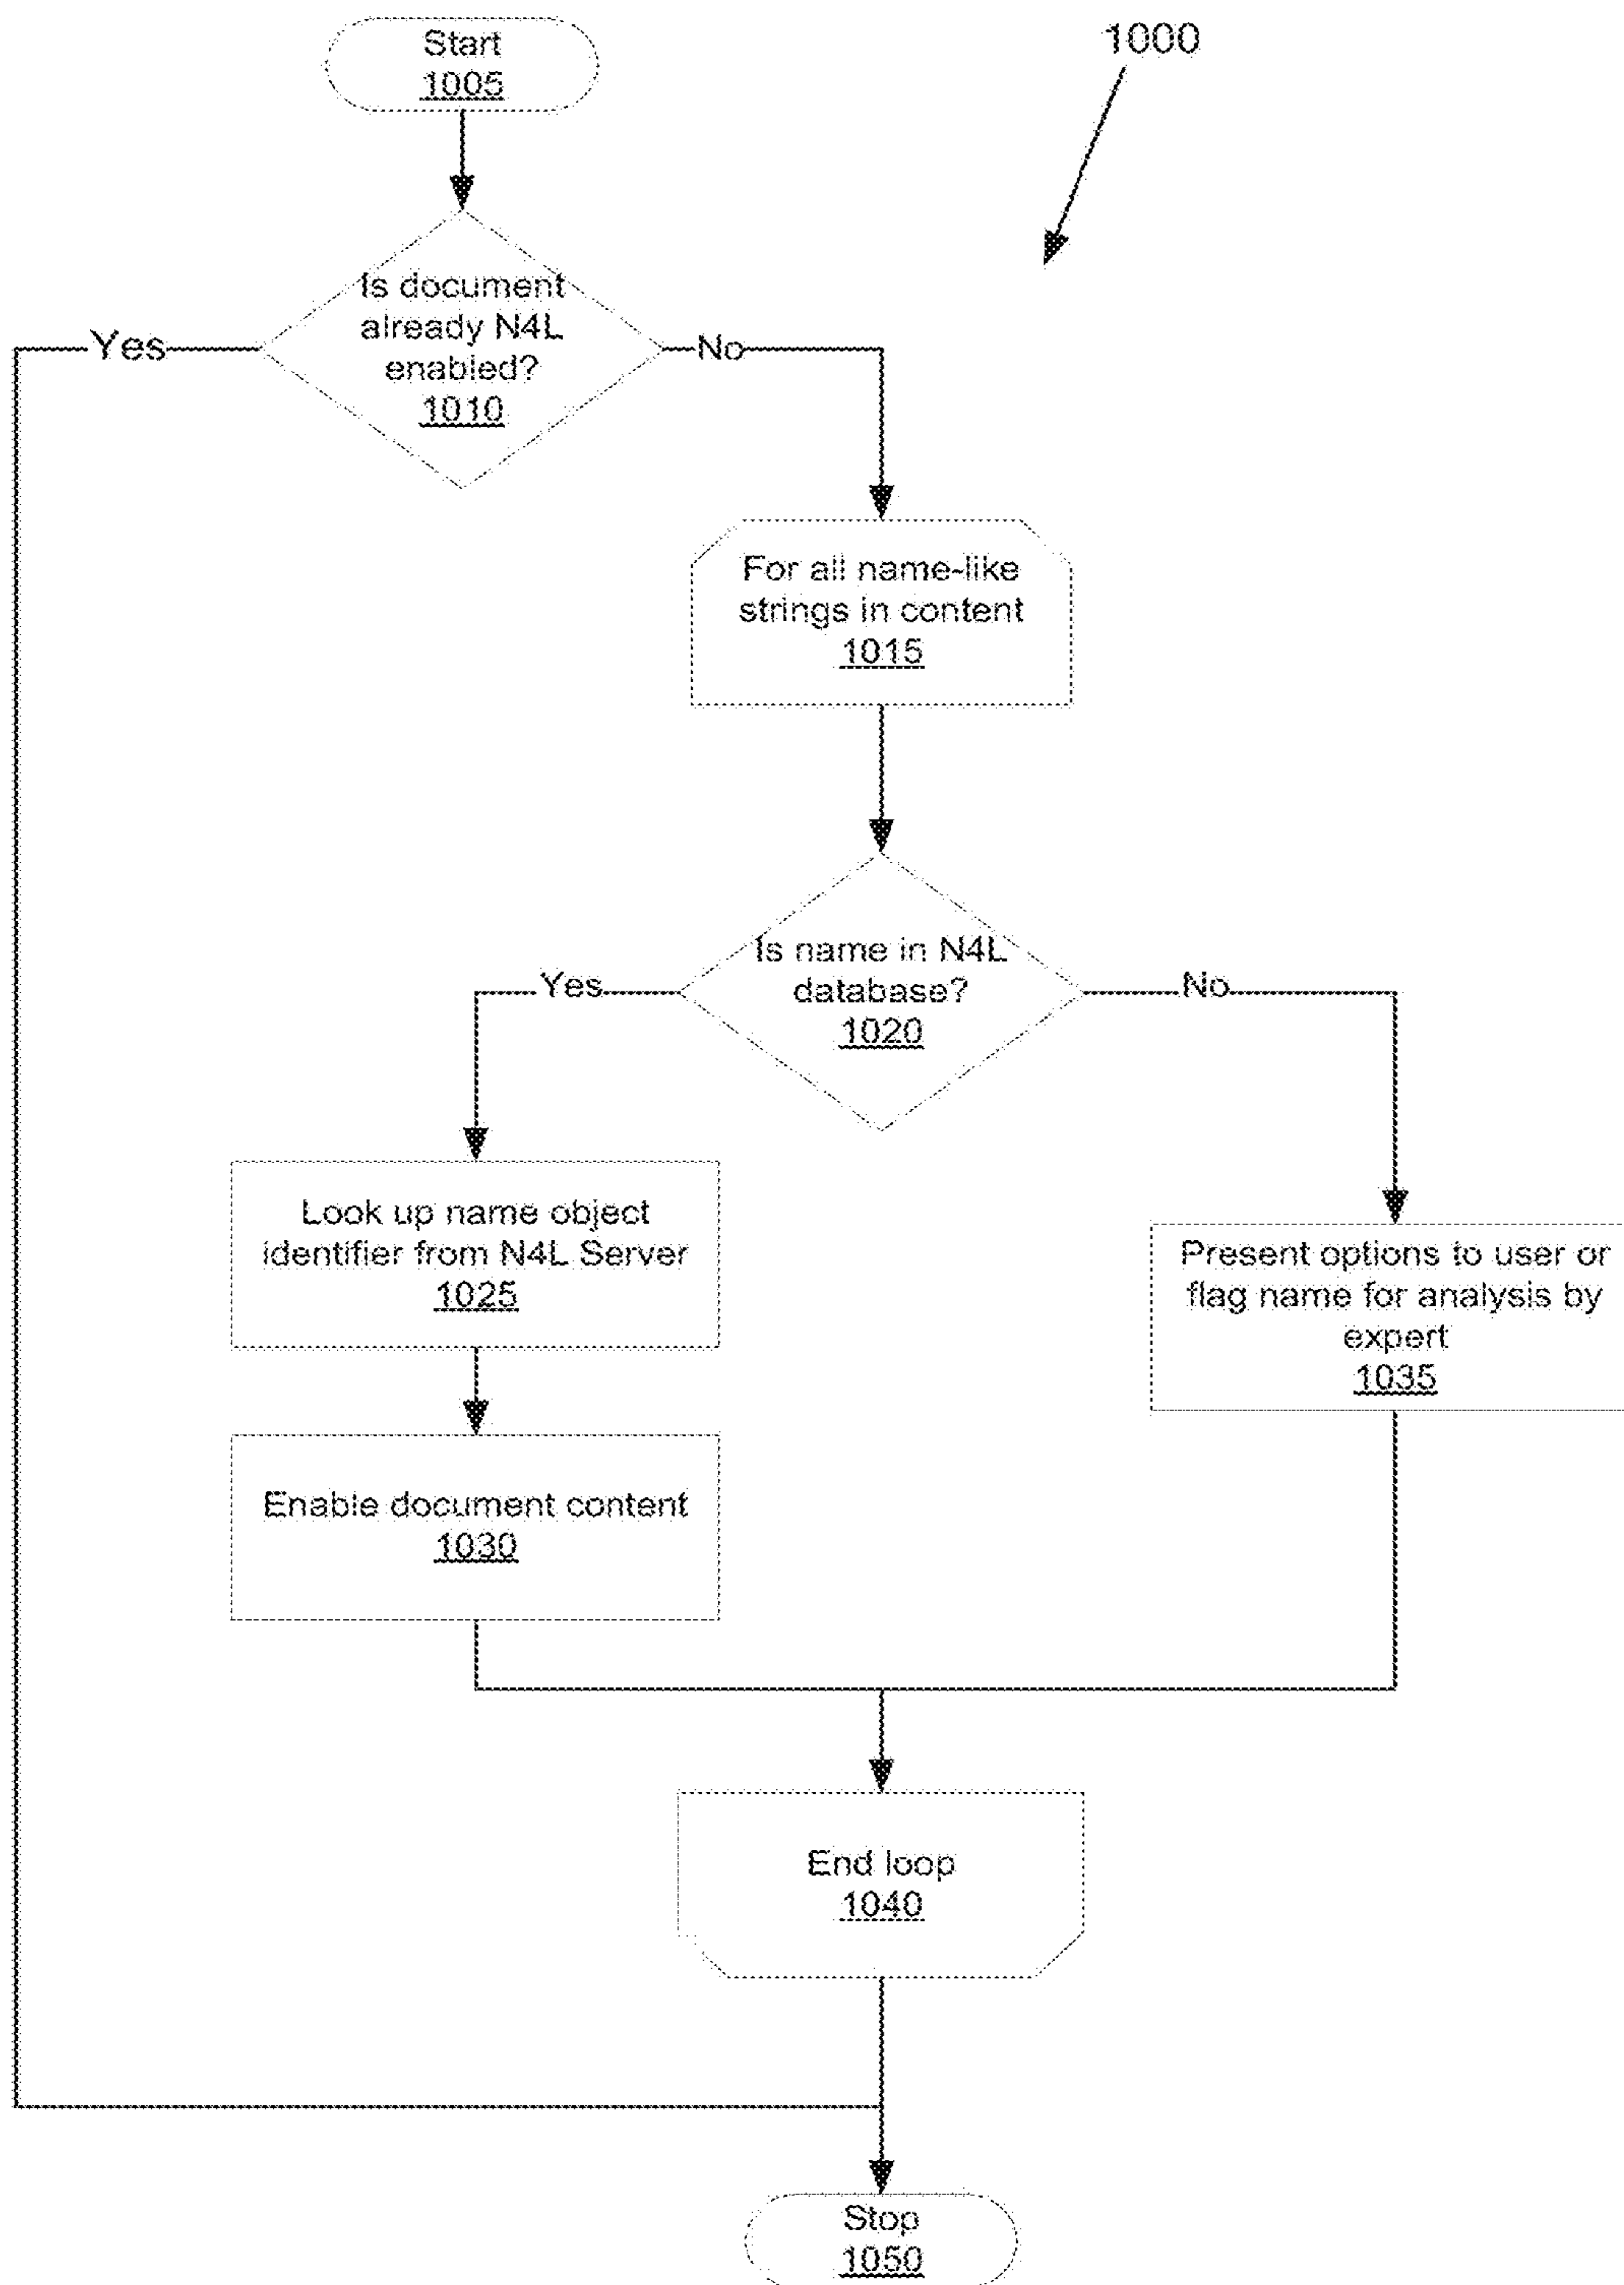 Start
1005
1000
Is document
already N4L
enabled?
1010
Yes
No
For all name-like
strings in content
1015
Is name in N4L
database?
1020
Yes
No
Look up name object
identifier from N4L Server
1025
Present options to user or
flag name for analysis by
expert
1035
Enable document content
1030
End loop
1040
Stop
1050